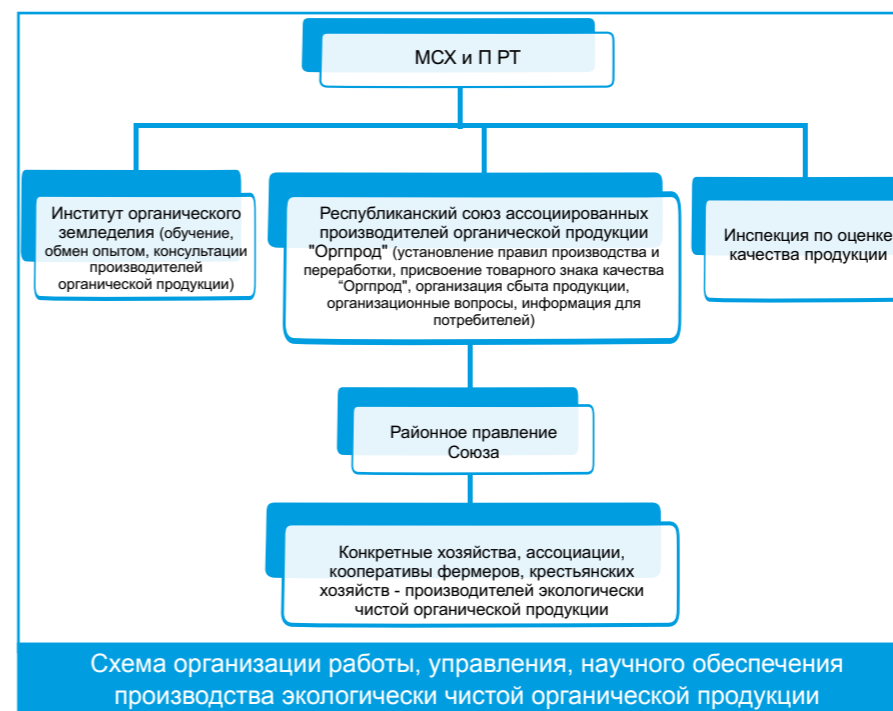 МСХ и П РТ
Институт органического
земледелия (обучение,
обмен опытом, консультации
производителей
органической продукции)
Республиканский союз ассоциированных
производителей органической продукции
"Оргпрод" (установление правил производства и
переработки, присвоение товарного знака качества
“Оргпрод", организация сбыта продукции,
организационные вопросы, информация для
потребителей)
Инспекция по оценке
качества продукции
Районное правление
Союза
Конкретные хозяйства, ассоциации,
кооперативы фермеров, крестьянских
хозяйств - производителей экологически
чистой органической продукции
Схема организации работы, управления, научного обеспечения
производства экологически чистой органической продукции